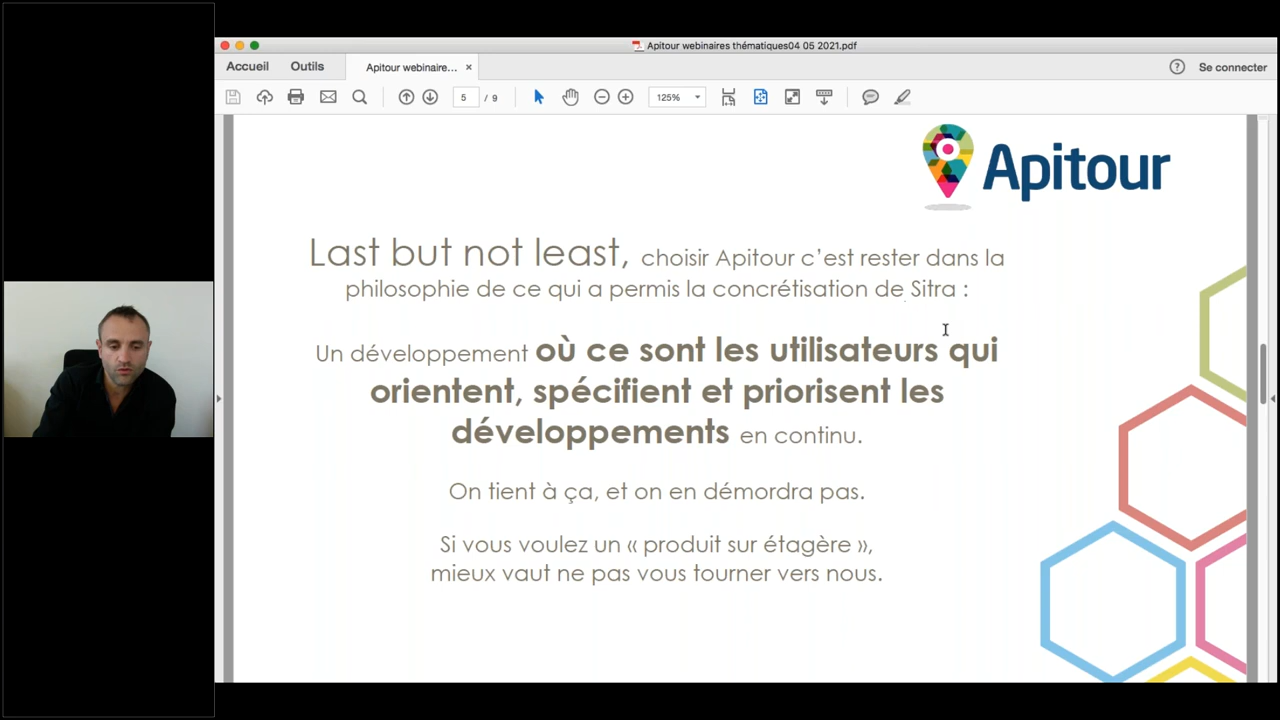 Apitour webinaires thématiques04 05 2021.pdf
Accueil Outils Apitour webinaire... × ? Se connecter
5 / 9 125%
Apitour
Last but not least, choisir Apitour c’est rester dans la
philosophie de ce qui a permis la concrétisation de Sitra :
Un développement où ce sont les utilisateurs qui
orientent, spécifient et priorisent les
développements en continu.
On tient à ça, et on en démordra pas.
Si vous voulez un « produit sur étagère »,
mieux vaut ne pas vous tourner vers nous.